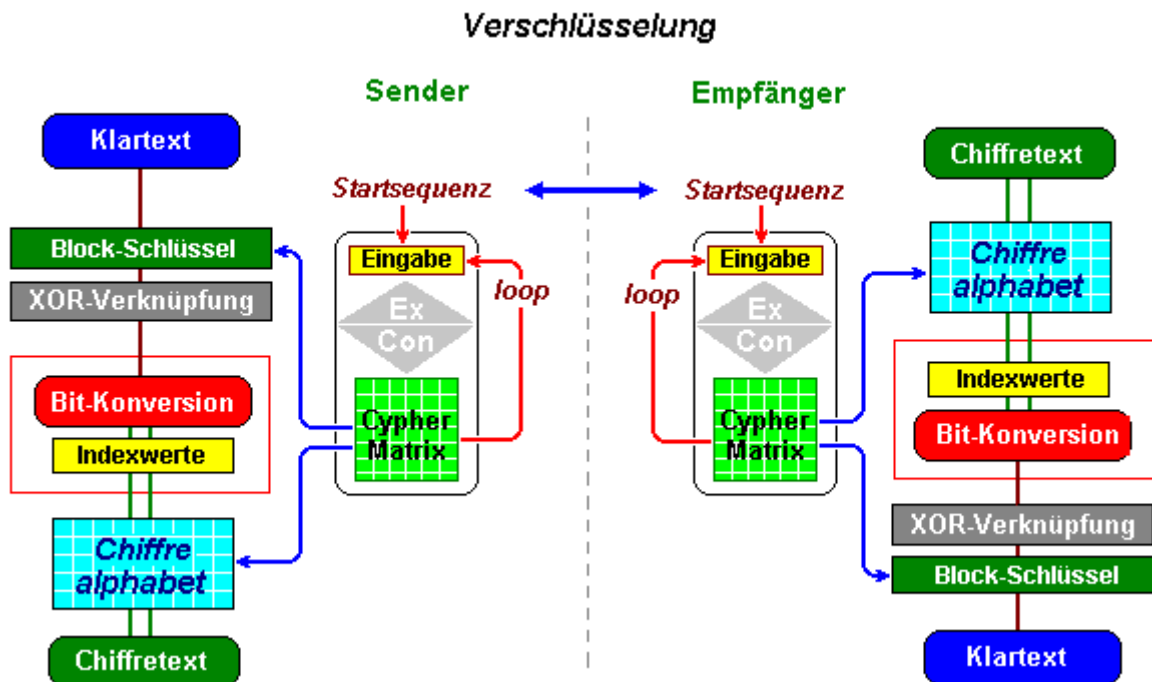 Verschlüsselung
Sender
Empfänger
Klartext
Startsequenz
Block-Schlüssel
XOR-Verknüpfung
Bit-Konversion
Indexwerte
Chiffre
alphabet
Chiffretext
Eingabe
loop
Ex
Con
Cypher
Matrix
Startsequenz
Eingabe
loop
Ex
Con
Cypher
Matrix
Chiffretext
Chiffre
alphabet
Indexwerte
Bit-Konversion
XOR-Verknüpfung
Block-Schlüssel
Klartext